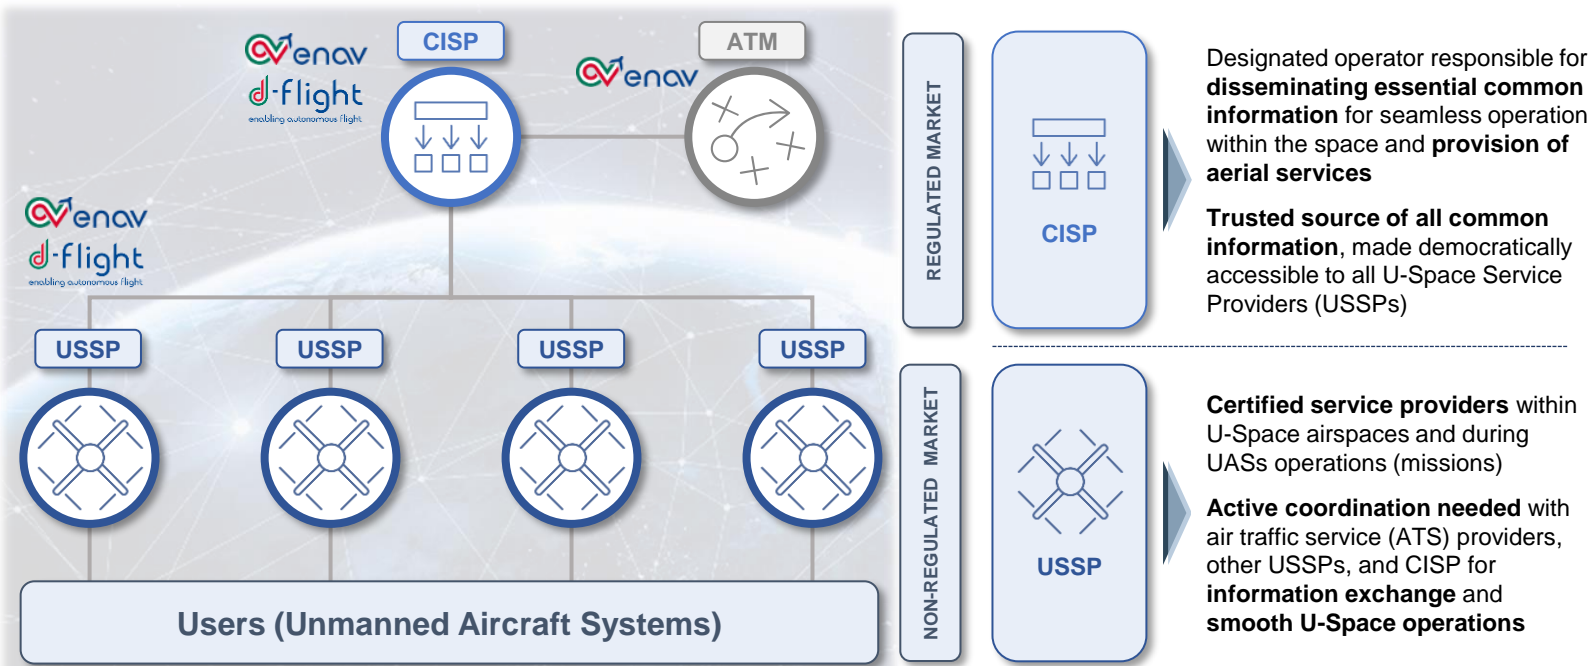 CISP
ATM
enav
d-flight
enabling autonomous flight
enav
enav
d-flight
enabling autonomous flight
USSP
USSP
USSP
USSP
Users (Unmanned Aircraft Systems)
REGULATED MARKET
CISP
Designated operator responsible for
disseminating essential common
information for seamless operation
within the space and provision of
aerial services
Trusted source of all common
information, made democratically
accessible to all U-Space Service
Providers (USSPs)
NON-REGULATED MARKET
USSP
Certified service providers within
U-Space airspaces and during
UASs operations (missions)
Active coordination needed with
air traffic service (ATS) providers,
other USSPs, and CISP for
information exchange and
smooth U-Space operations